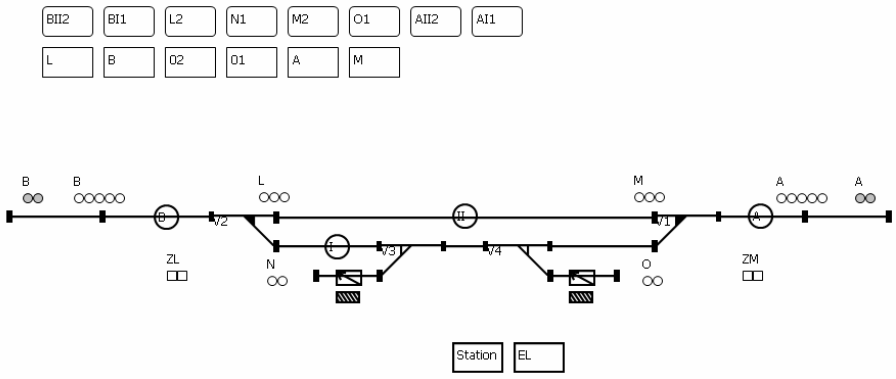 BII2 BI1 L2 N1 M2 O1 AII2 AI1
L B O2 O1 A M
B B L M A A
B V2 II V1 A
I V3 V4
ZL N O ZM
Station EL